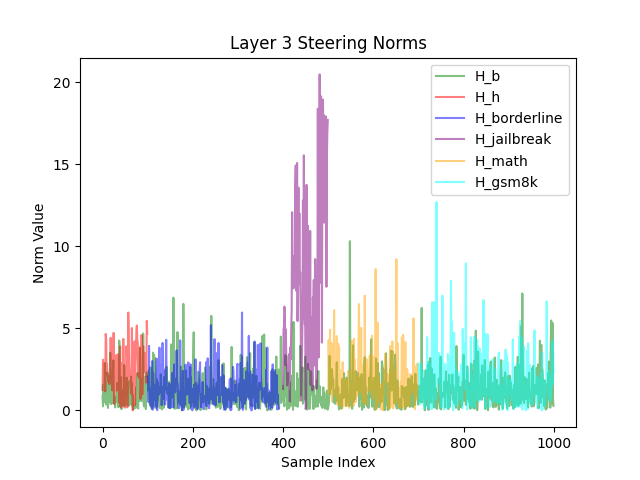 Layer 3 Steering Norms
H_b
H_h
H_borderline
H_jailbreak
H_math
H_gsm8k
Norm Value
20
15
10
5
0
0
200
400
600
800
1000
Sample Index